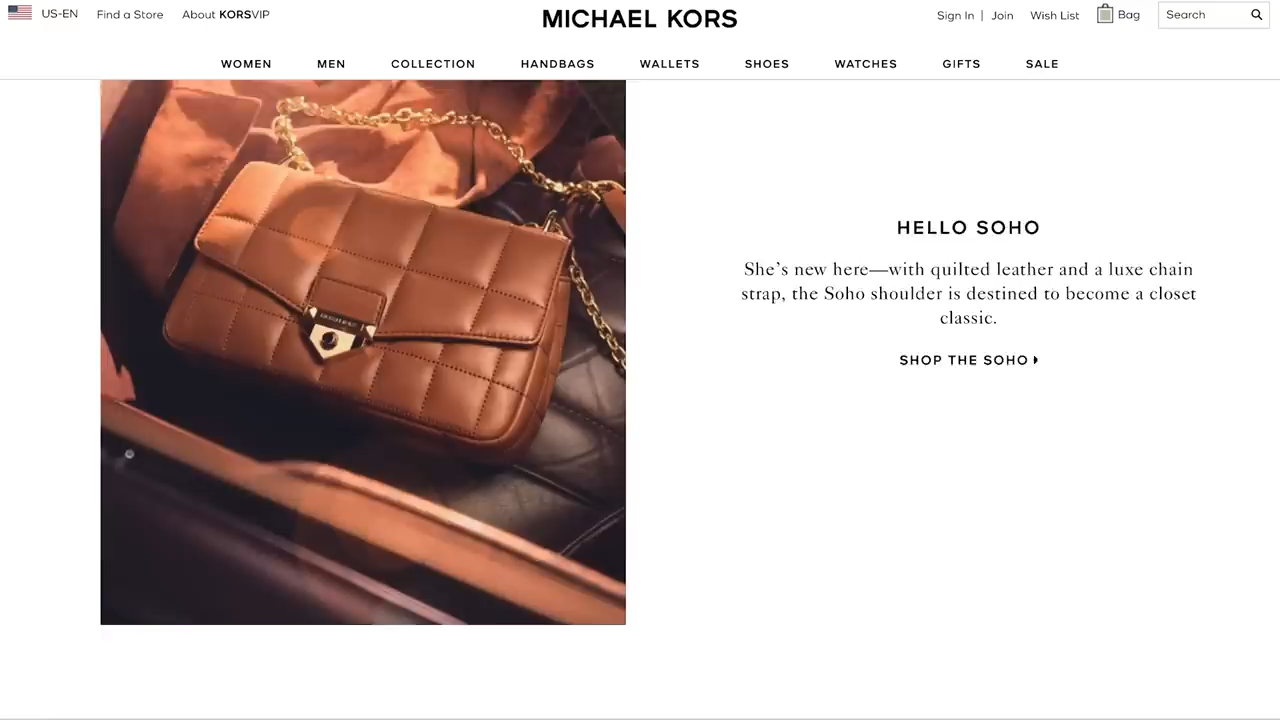 US-EN
Find a Store
About KORSVIP
MICHAEL KORS
Sign In | Join
Wish List
Bag
Search
WOMEN
MEN
COLLECTION
HANDBAGS
WALLETS
SHOES
WATCHES
GIFTS
SALE
HELLO SOHO
She's new here—with quilted leather and a luxe chain
strap, the Soho shoulder is destined to become a closet
classic.
SHOP THE SOHO